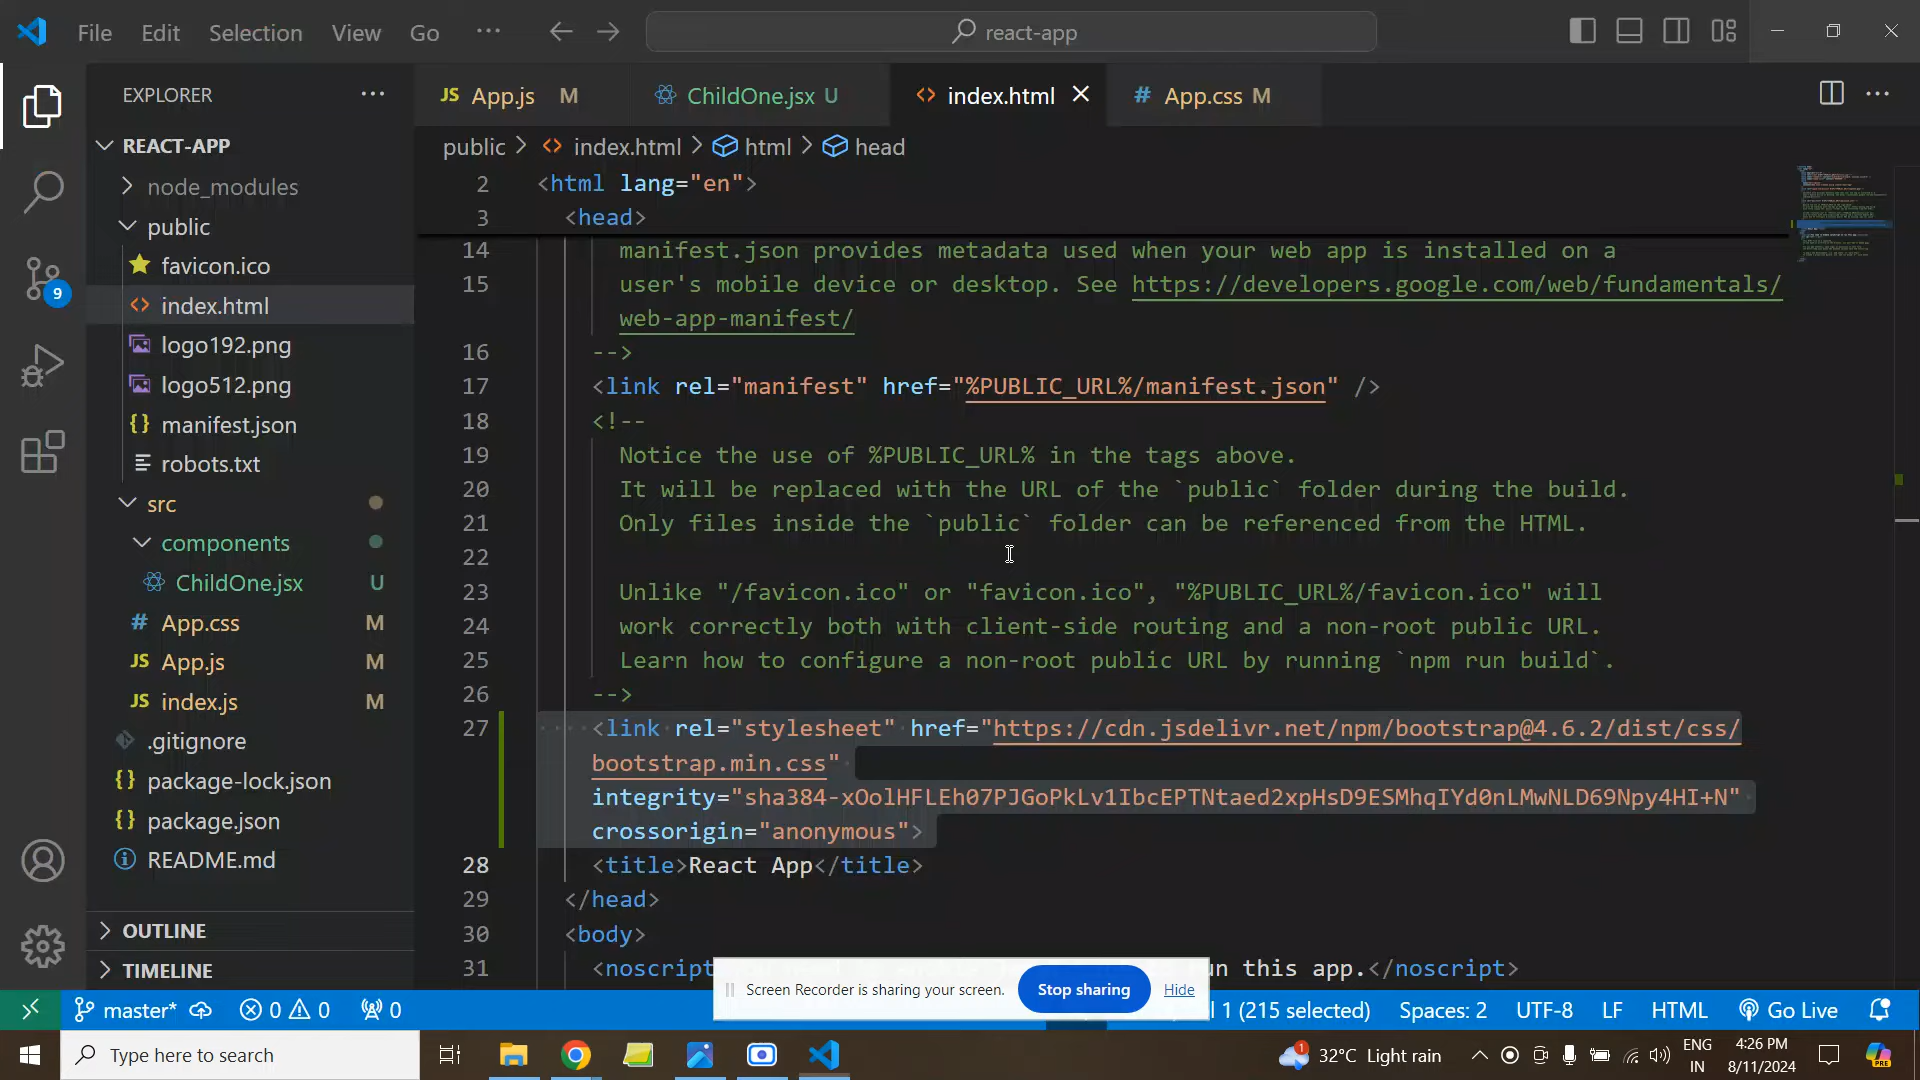 File Edit Selection View Go ··· react-app
EXPLORER ···
REACT-APP
node_modules
public
favicon.ico
index.html
logo192.png
logo512.png
{} manifest.json
robots.txt
src
components
ChildOne.jsx U
# App.css M
JS App.js M
JS index.js M
.gitignore
{} package-lock.json
{} package.json
README.md
OUTLINE
TIMELINE
9
JS App.js M ChildOne.jsx U <> index.html # App.css M
public > <> index.html > html > head
2 <html lang="en">
3 <head>
14 manifest.json provides metadata used when your web app is installed on a
15 user's mobile device or desktop. See https://developers.google.com/web/fundamentals/
web-app-manifest/
16 -->
17 <link rel="manifest" href="%PUBLIC_URL%/manifest.json" />
18 <!--
19 Notice the use of %PUBLIC_URL% in the tags above.
20 It will be replaced with the URL of the `public` folder during the build.
21 Only files inside the `public` folder can be referenced from the HTML.
22
23 Unlike "/favicon.ico" or "favicon.ico", "%PUBLIC_URL%/favicon.ico" will
24 work correctly both with client-side routing and a non-root public URL.
25 Learn how to configure a non-root public URL by running `npm run build`.
26 -->
27 <link rel="stylesheet" href="https://cdn.jsdelivr.net/npm/bootstrap@4.6.2/dist/css/
bootstrap.min.css"
integrity="sha384-xOolHFLEh07PJGoPkLv1IbcEPTNtaed2xpHsD9ESMhqIYd0nLMwNLD69Npy4HI+N"
crossorigin="anonymous">
28 <title>React App</title>
29 </head>
30 <body>
31 <noscript un this app.</noscript>
Screen Recorder is sharing your screen. Stop sharing Hide
master* 0 0 0 1 (215 selected) Spaces: 2 UTF-8 LF HTML Go Live
Type here to search 1 32°C Light rain ENG IN 4:26 PM 8/11/2024 PRE